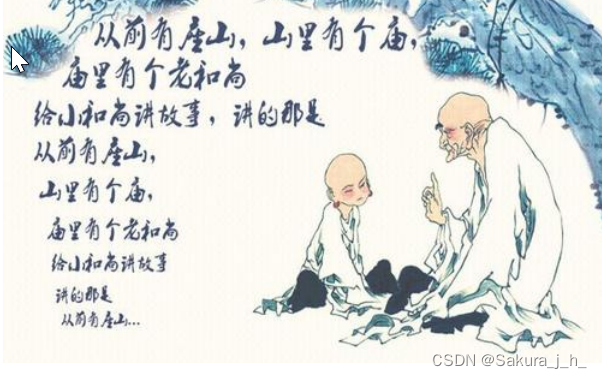 从前有座山，山里有个庙，
庙里有个老和尚
给小和尚讲故事，讲的那是
从前有座山，
山里有个庙，
庙里有个老和尚
给小和尚讲故事
讲的那是
从前有座山...
CSDN @Sakura_j_h_